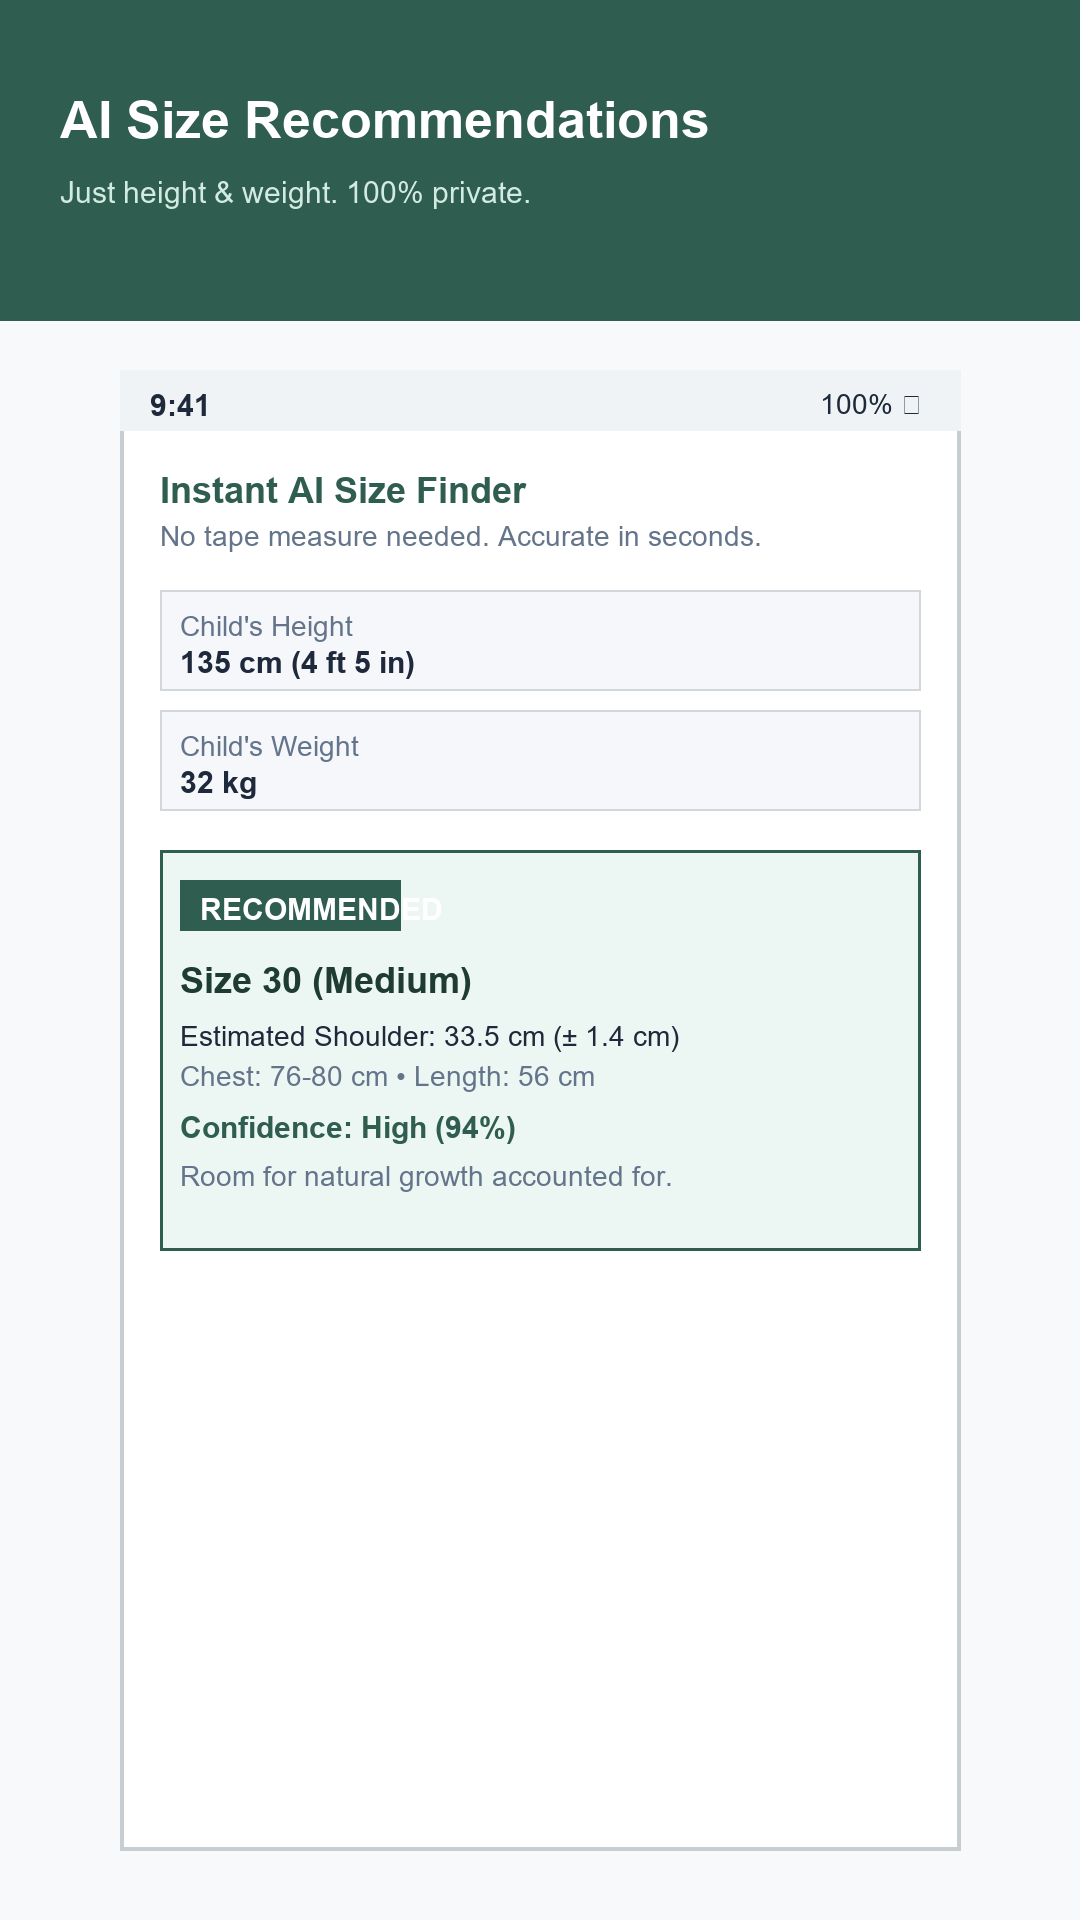 AI Size Recommendations
Just height & weight. 100% private.
9:41
100%
Instant AI Size Finder
No tape measure needed. Accurate in seconds.
Child's Height
135 cm (4 ft 5 in)
Child's Weight
32 kg
RECOMMENDED
Size 30 (Medium)
Estimated Shoulder: 33.5 cm (± 1.4 cm)
Chest: 76-80 cm • Length: 56 cm
Confidence: High (94%)
Room for natural growth accounted for.